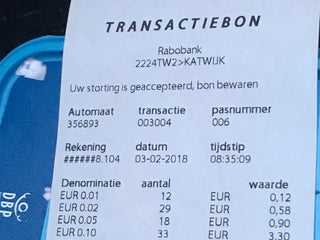 TRANSACTIEBON
Rabobank
2224TW2>KATWIJK
Uw storting is geaccepteerd, bon bewaren
Automaat transactie pasnummer
356893 003004 006
Rekening datum tijdstip
######8.104 03-02-2018 08:35:09
Denominatie aantal waarde
EUR 0.01 12 EUR 0,12
EUR 0.02 29 EUR 0,58
EUR 0.05 18 EUR 0,90
EUR 0.10 33 EUR 3,30
DBP